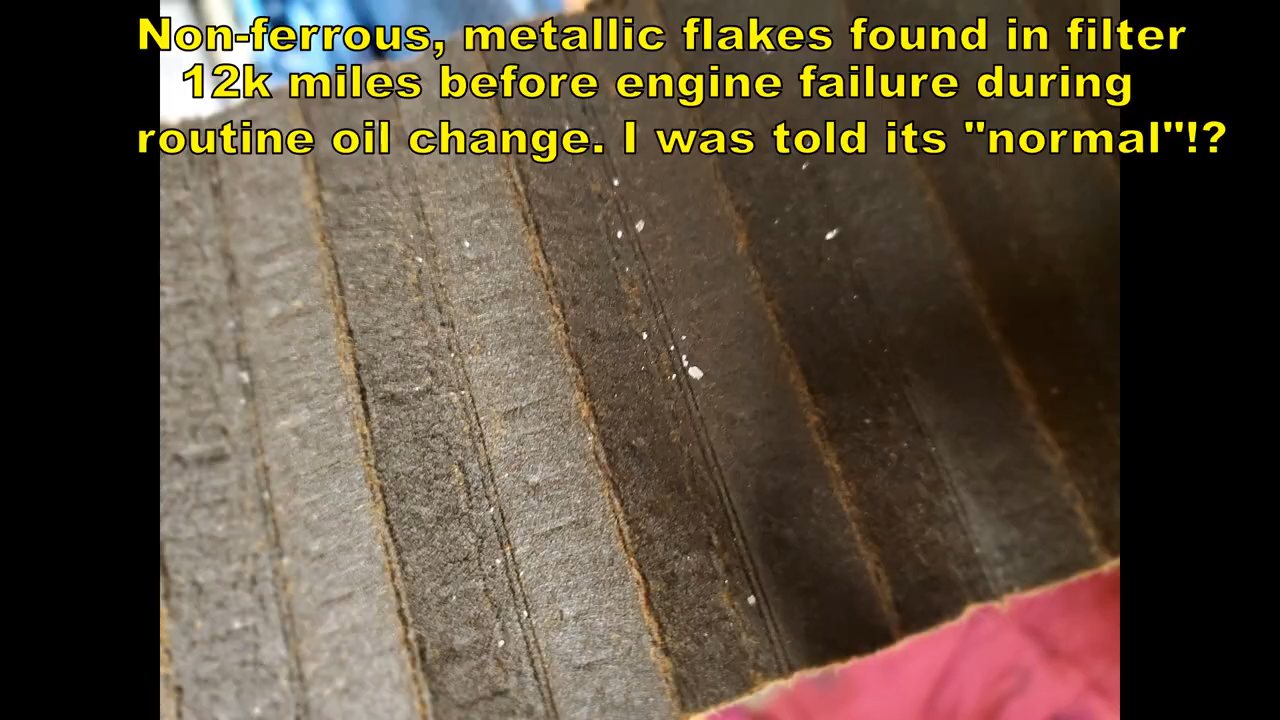 Non-ferrous, metallic flakes found in filter
12k miles before engine failure during
routine oil change. I was told its "normal"!?